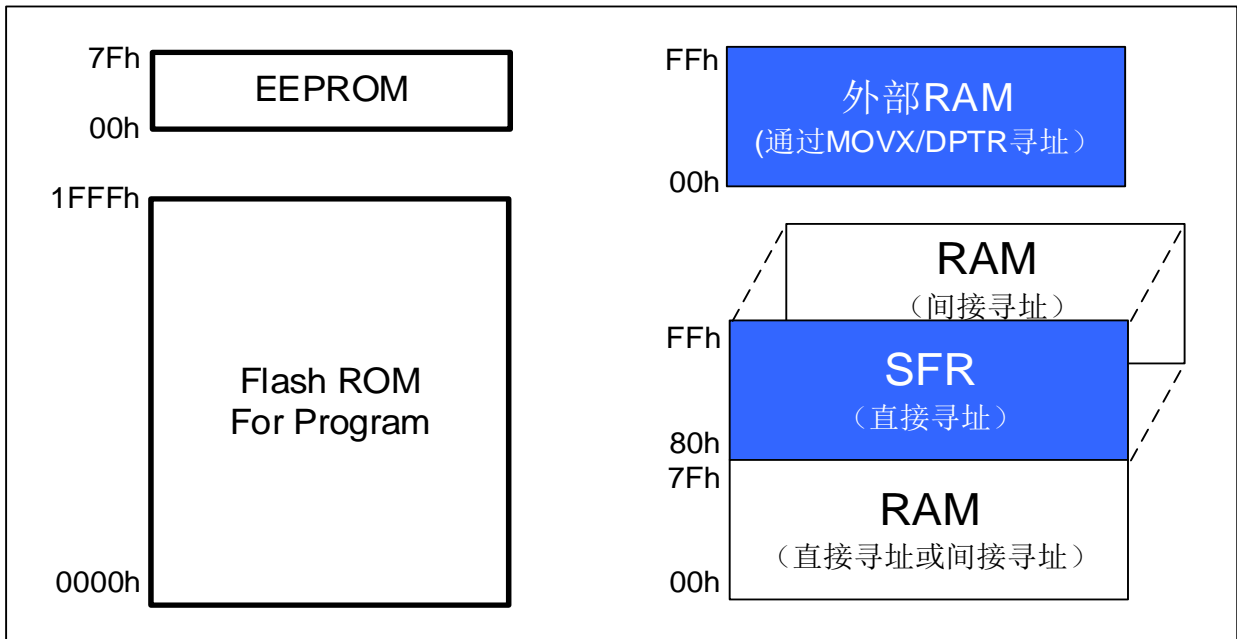 7Fh
EEPROM
00h
1FFFh
Flash ROM
For Program
0000h
FFh
外部RAM
(通过MOVX/DPTR寻址）
00h
RAM
（间接寻址）
FFh
SFR
（直接寻址）
80h
7Fh
RAM
（直接寻址或间接寻址）
00h